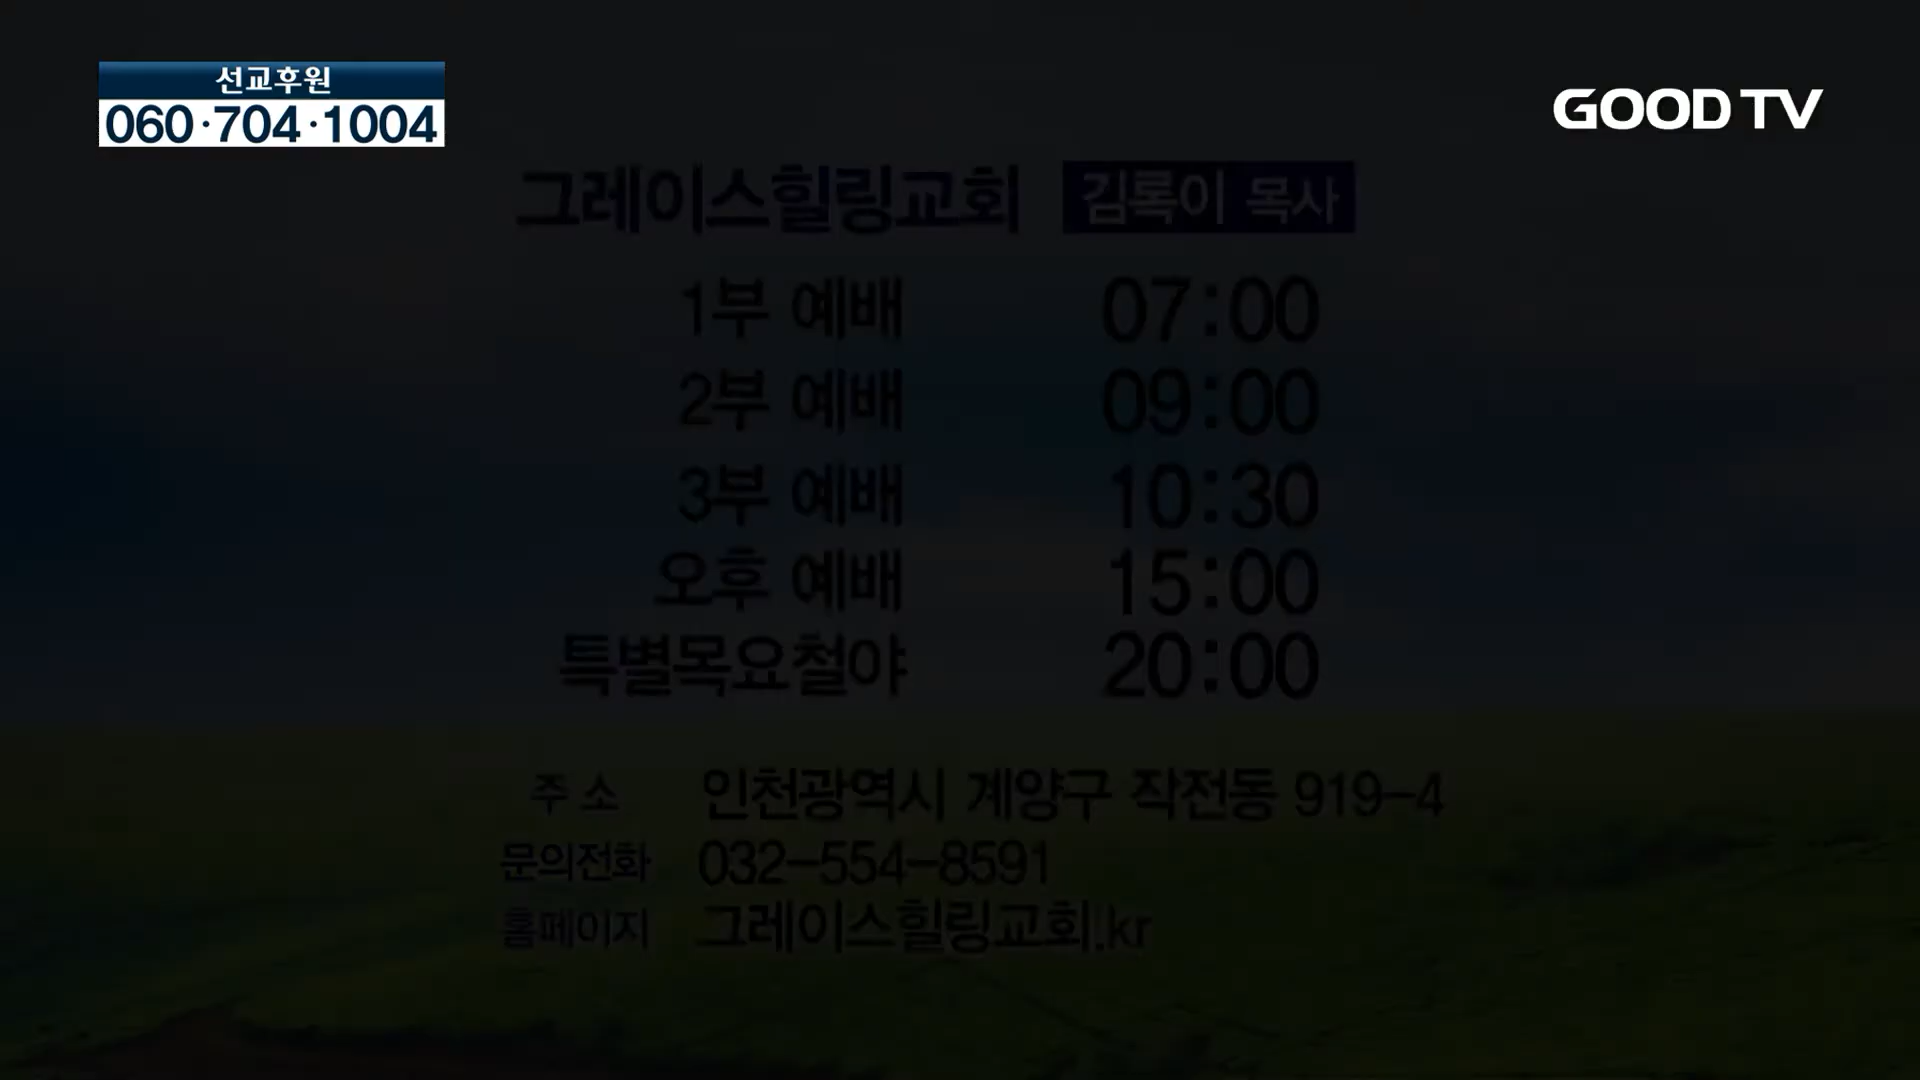 선교후원
060·704·1004
GOOD TV
그레이스힐링교회 김록이 목사
1부 예배 07:00
2부 예배 09:00
3부 예배 10:30
오후 예배 15:00
특별목요철야 20:00
주 소 인천광역시 계양구 작전동 919-4
문의전화 032-554-8591
홈페이지 그레이스힐링교회.kr